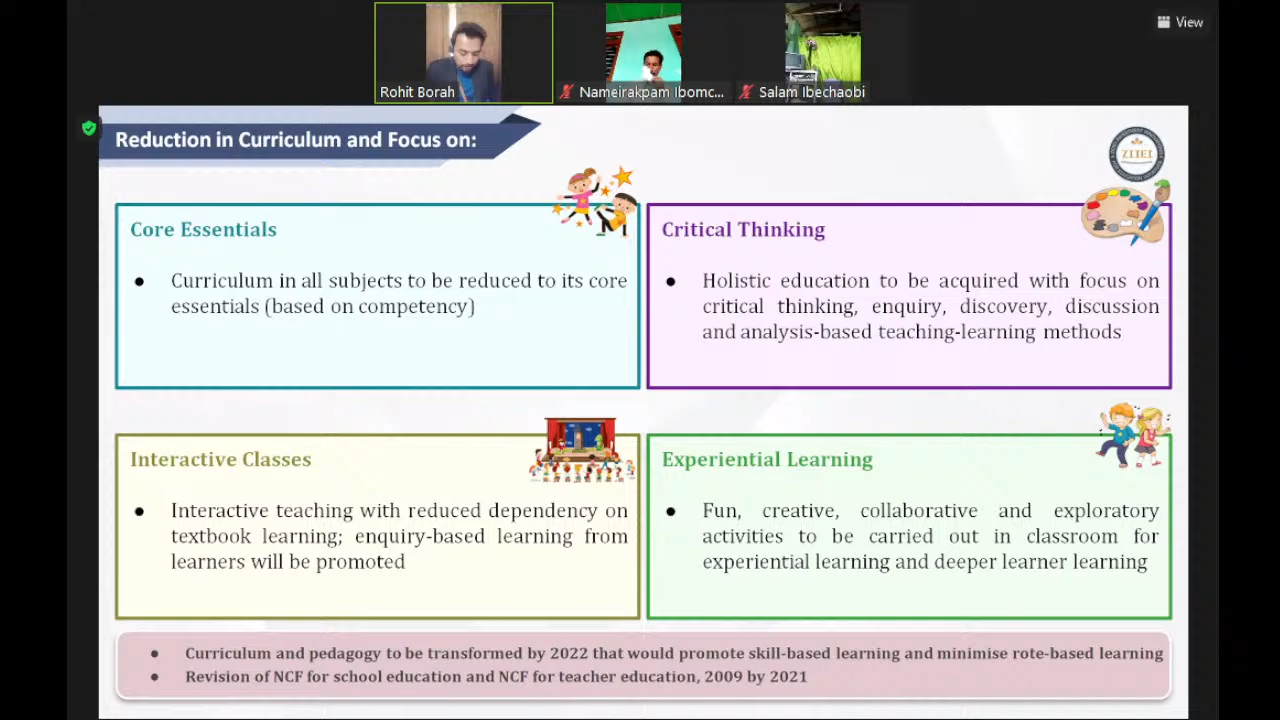 View
Rohit Borah
Nameirakpam Ibomc...
Salam Ibechaobi
Reduction in Curriculum and Focus on:
ZIIEI
Core Essentials
● Curriculum in all subjects to be reduced to its core
essentials (based on competency)
Critical Thinking
● Holistic education to be acquired with focus on
critical thinking, enquiry, discovery, discussion
and analysis-based teaching-learning methods
Interactive Classes
● Interactive teaching with reduced dependency on
textbook learning; enquiry-based learning from
learners will be promoted
Experiential Learning
● Fun, creative, collaborative and exploratory
activities to be carried out in classroom for
experiential learning and deeper learner learning
● Curriculum and pedagogy to be transformed by 2022 that would promote skill-based learning and minimise rote-based learning
● Revision of NCF for school education and NCF for teacher education, 2009 by 2021